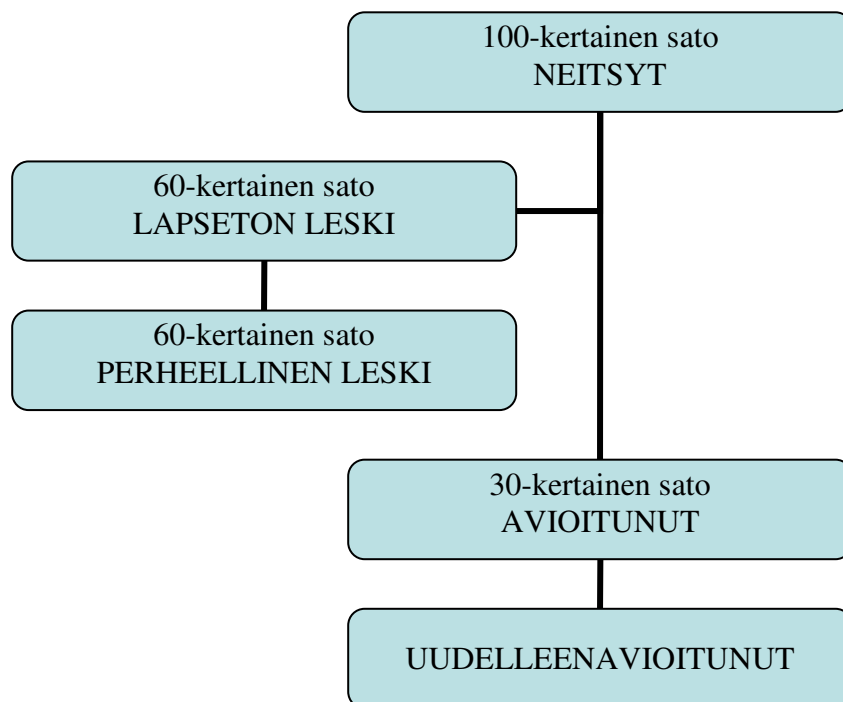 100-kertainen sato
NEITSYT
60-kertainen sato
LAPSETON LESKI
60-kertainen sato
PERHEELLINEN LESKI
30-kertainen sato
AVIOITUNUT
UUDELLEENAVIOITUNUT